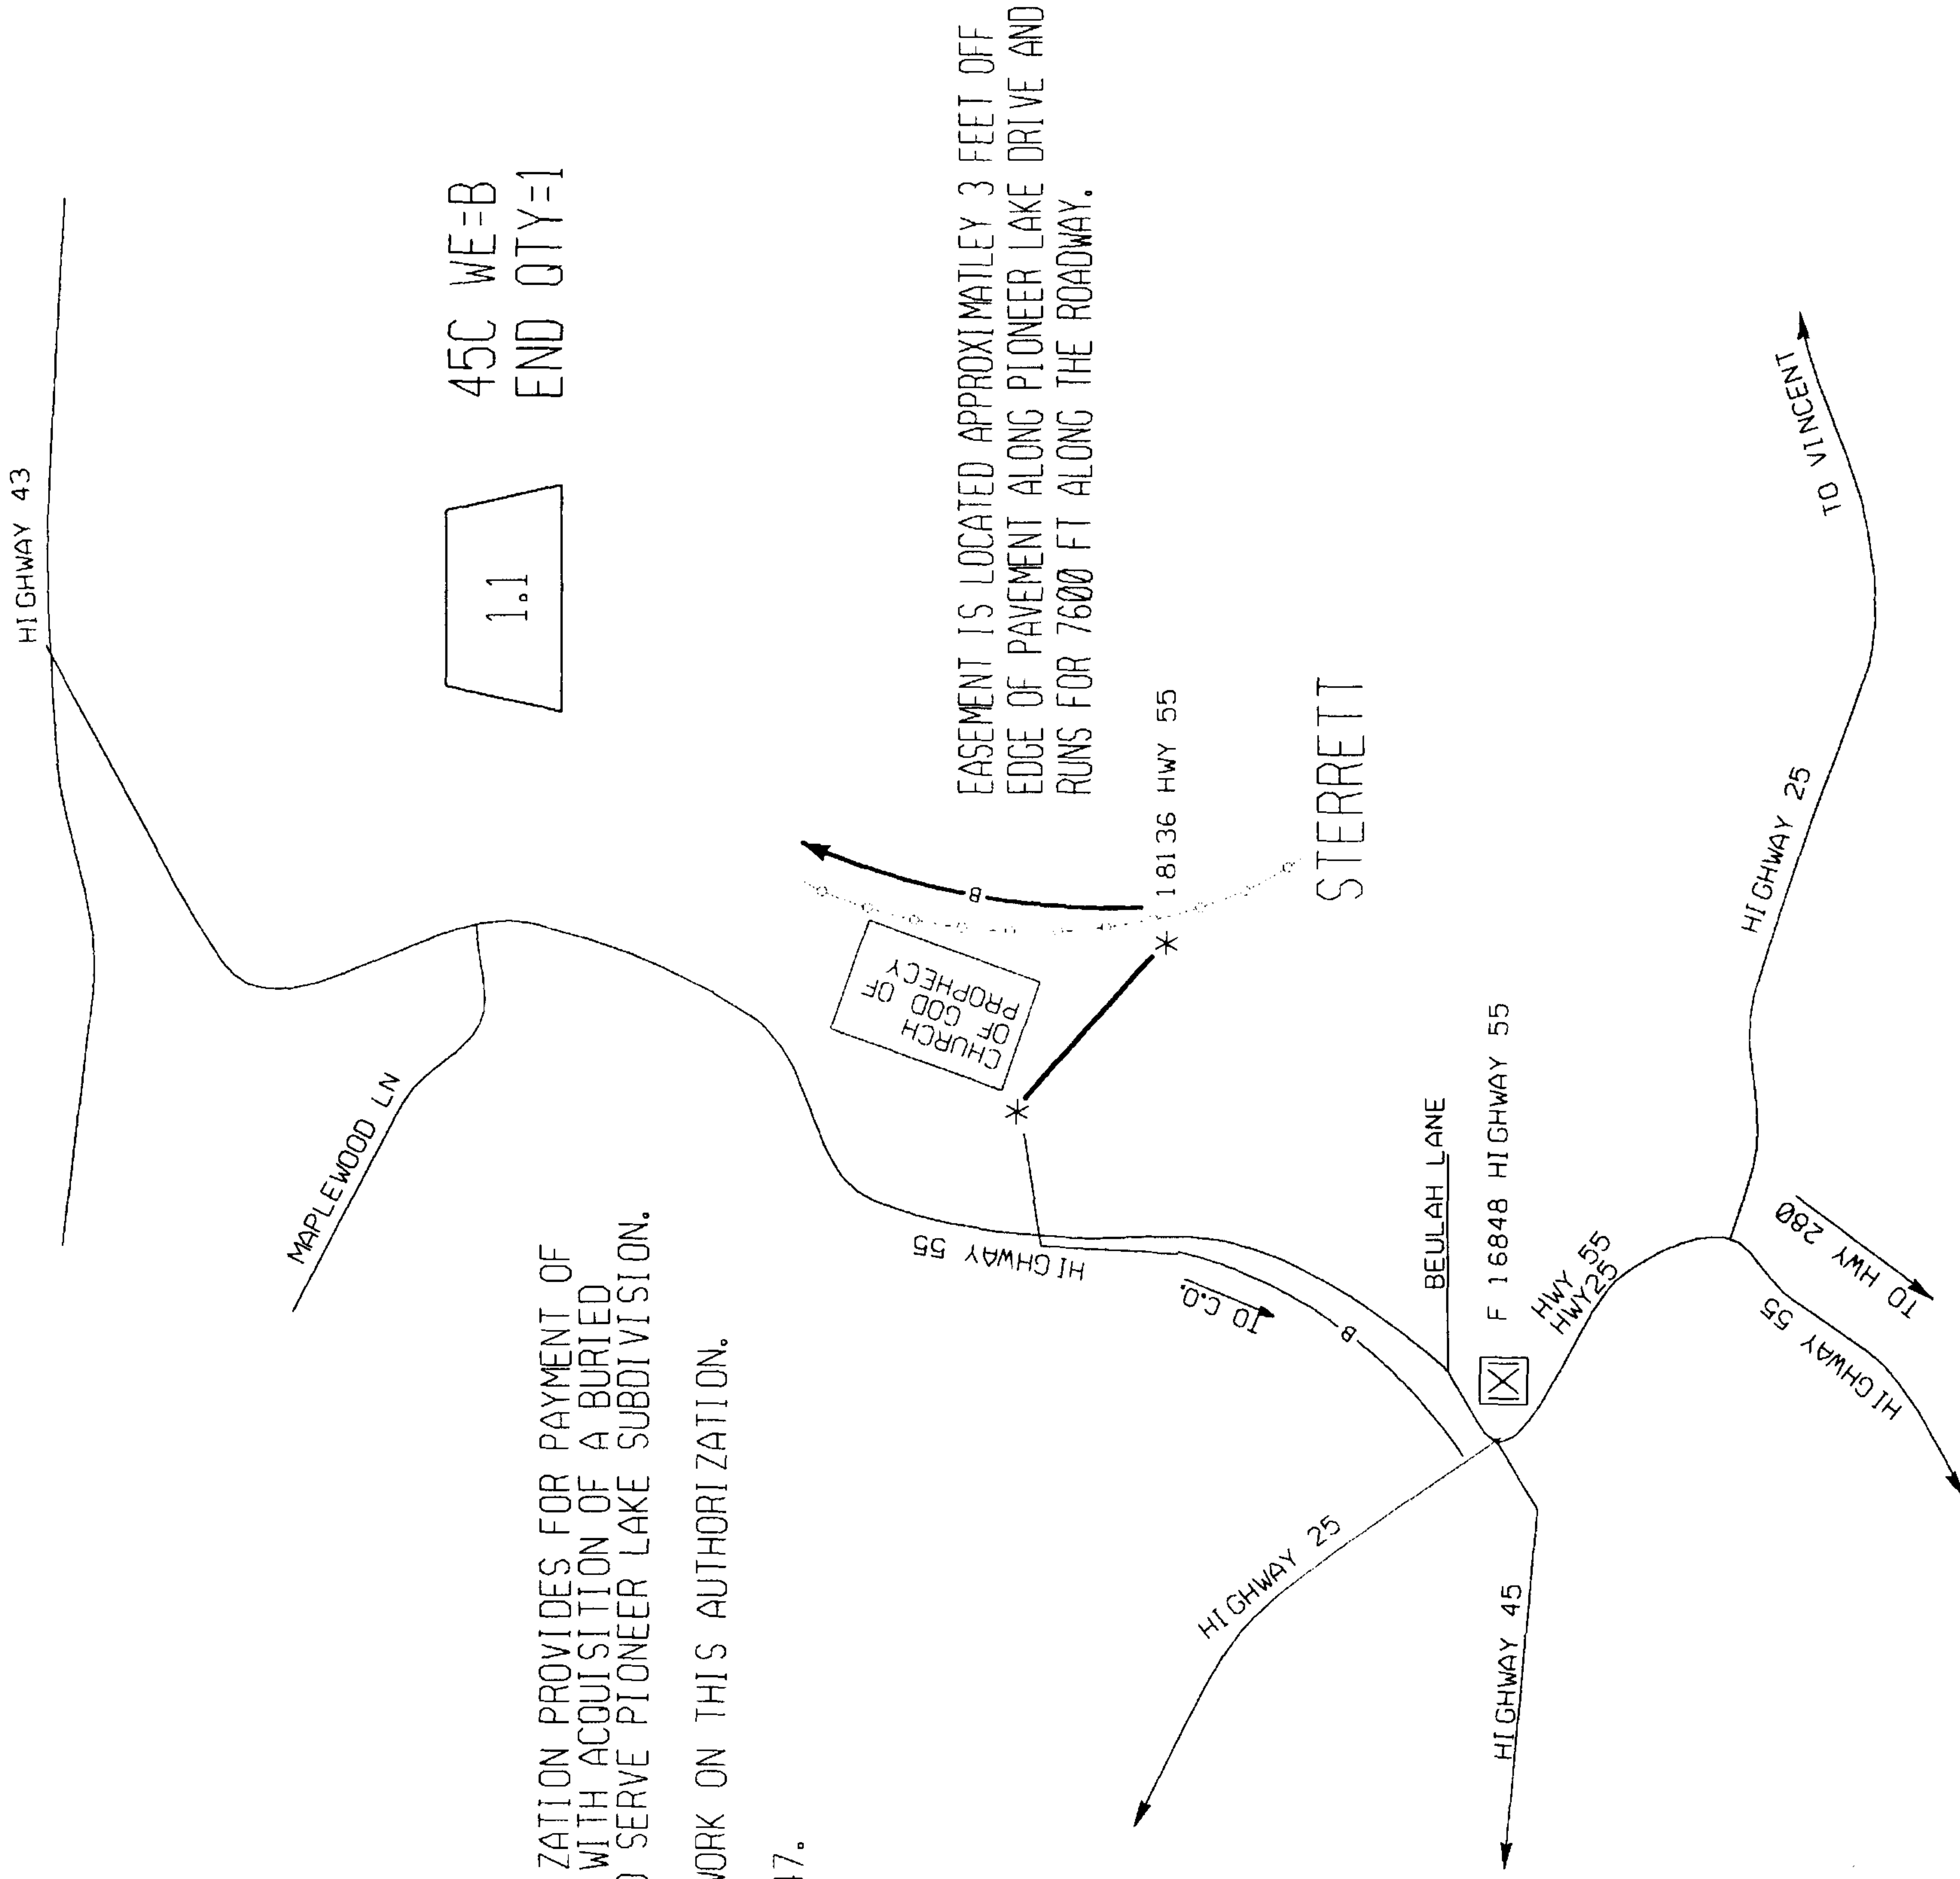 HIGHWAY 43
45C WE=B
END QTY=1
1.1
MAPLEWOOD LN
ZATION PROVIDES FOR PAYMENT OF
WITH ACQUISITION OF A BURIED
SERVE PIONEER LAKE SUBDIVISION.
WORK ON THIS AUTHORIZATION.
47.
EASEMENT IS LOCATED APPROXIMATLEY 3 FEET OFF
EDGE OF PAVEMENT ALONG PIONEER LAKE DRIVE AND
RUNS FOR 7600 FT ALONG THE ROADWAY.
B
CHURCH
OF GOD OF
PROPHECY
18136 HWY 55
STERRETT
HIGHWAY 55
TO C.O.
B
BEULAH LANE
F 16848 HIGHWAY 55
HWY 55
HWY25
HIGHWAY 25
HIGHWAY 45
HIGHWAY 25
TO VINCENT
TO HWY 280
HIGHWAY 55